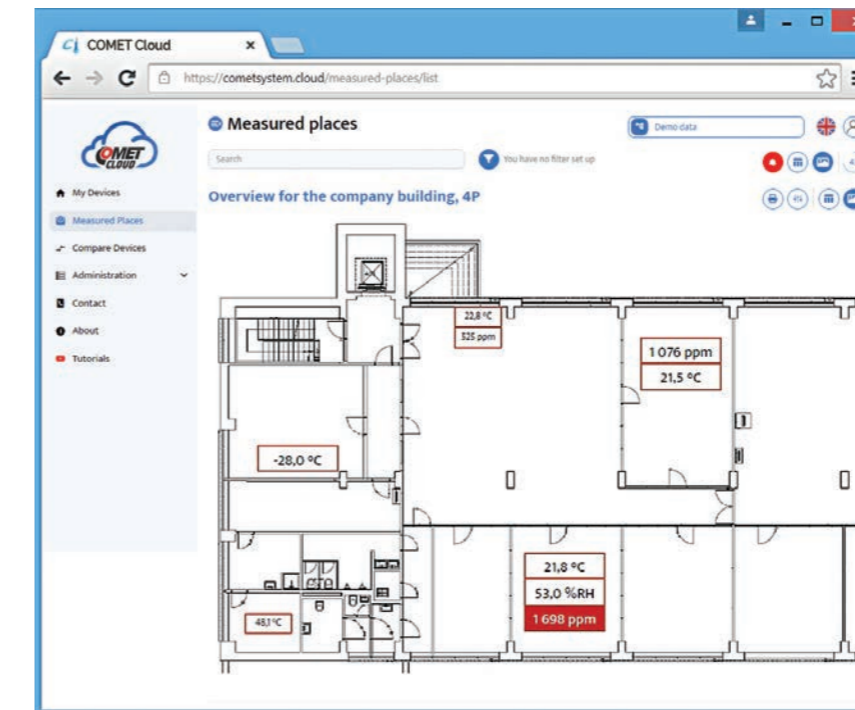 COMET Cloud
https://cometsystem.cloud/measured-places/list
COMET
CLOUD
My Devices
Measured Places
Compare Devices
Administration
Contact
About
Tutorials
Measured places
Demo data
Search
You have no filter set up
Overview for the company building, 4P
22,8 °C
525 ppm
1 076 ppm
21,5 °C
-28,0 °C
21,8 °C
53,0 %RH
1 698 ppm
48,1 °C